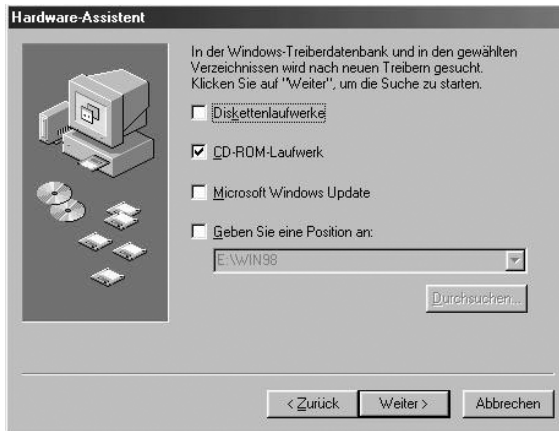 Hardware-Assistent
In der Windows-Treiberdatenbank und in den gewählten
Verzeichnissen wird nach neuen Treibern gesucht.
Klicken Sie auf "Weiter", um die Suche zu starten.
Diskettenlaufwerke
CD-ROM-Laufwerk
Microsoft Windows Update
Geben Sie eine Position an:
E:\WIN98
Durchsuchen...
< Zurück
Weiter >
Abbrechen